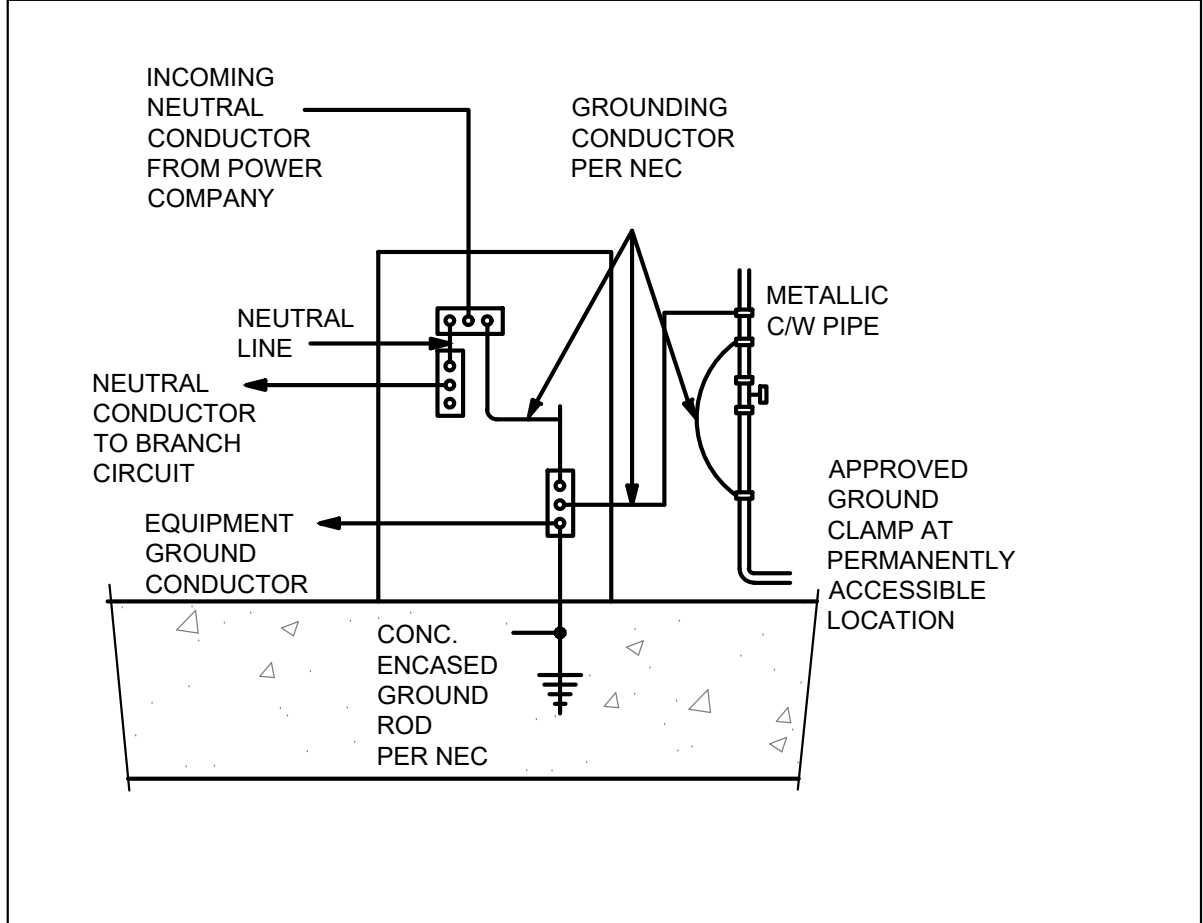 INCOMING
NEUTRAL
CONDUCTOR
FROM POWER
COMPANY
GROUNDING
CONDUCTOR
PER NEC
NEUTRAL
LINE
METALLIC
C/W PIPE
NEUTRAL
CONDUCTOR
TO BRANCH
CIRCUIT
EQUIPMENT
GROUND
CONDUCTOR
APPROVED
GROUND
CLAMP AT
PERMANENTLY
ACCESSIBLE
LOCATION
CONC.
ENCASED
GROUND
ROD
PER NEC